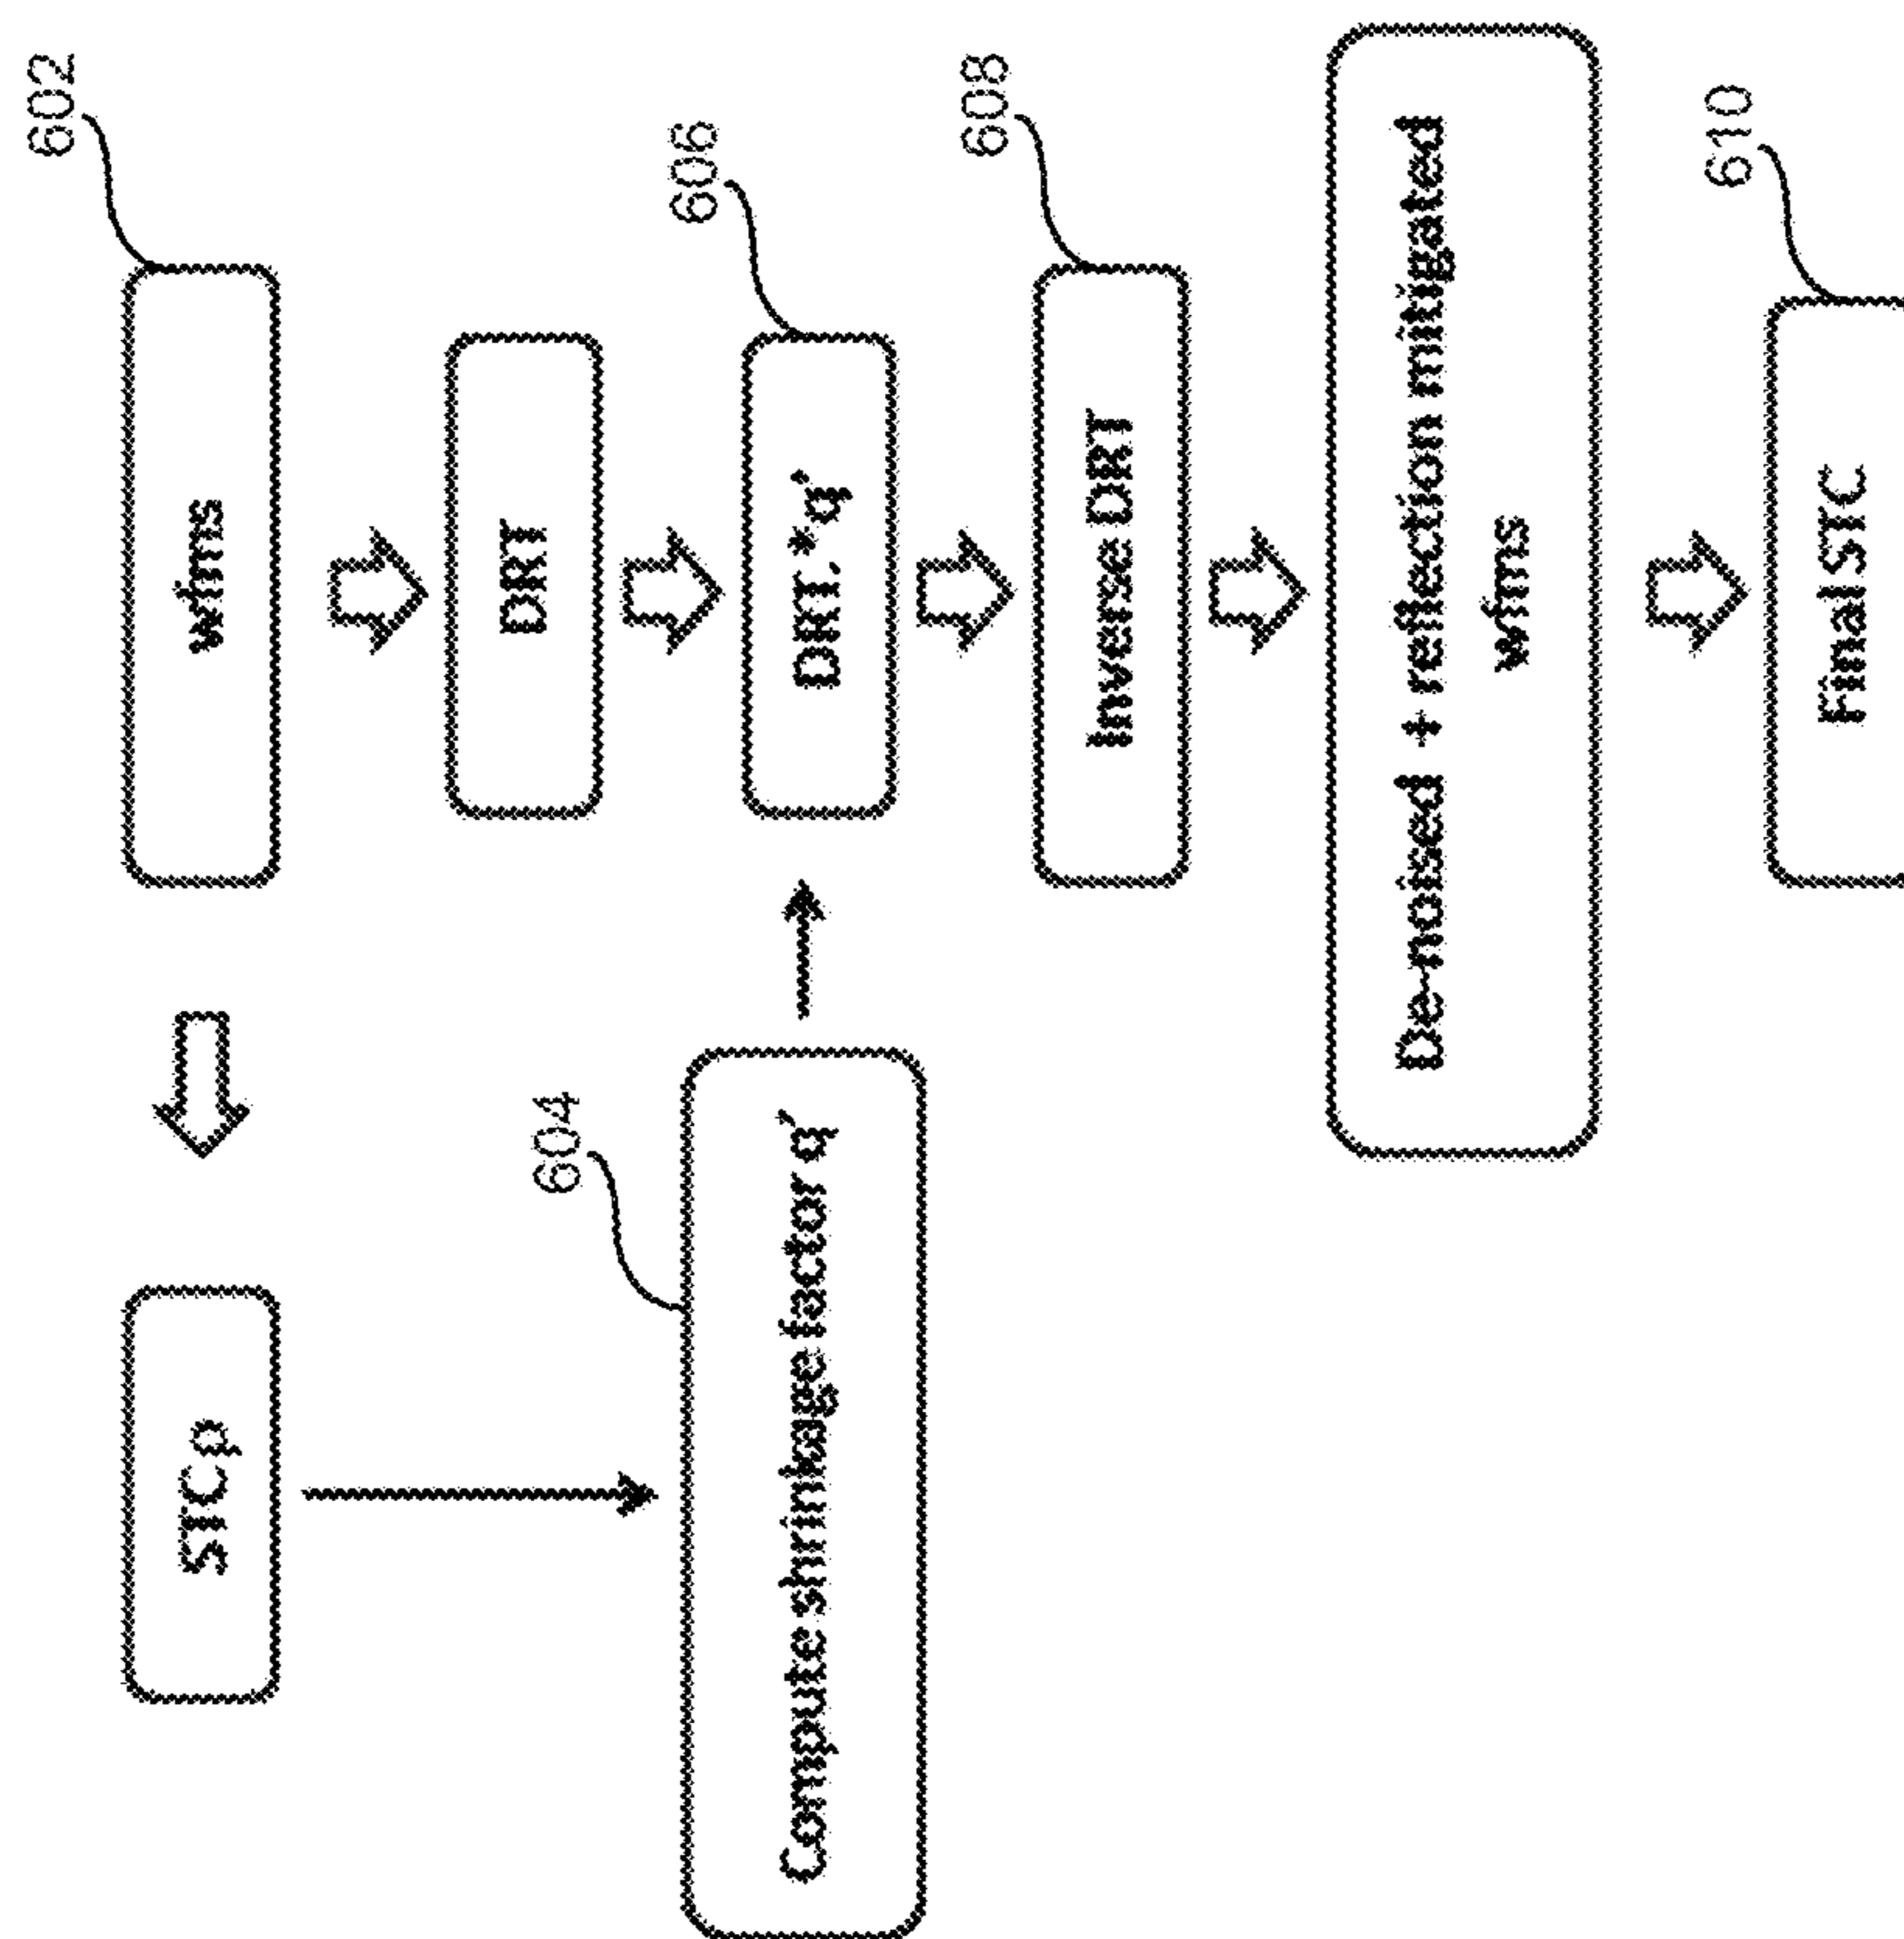 602
STC p
wfms
DRT
604
606
Compute shrinkage factor q'
DRT.*q'
608
Inverse DRT
De-noised + reflection mitigated
wfms
610
Final STC